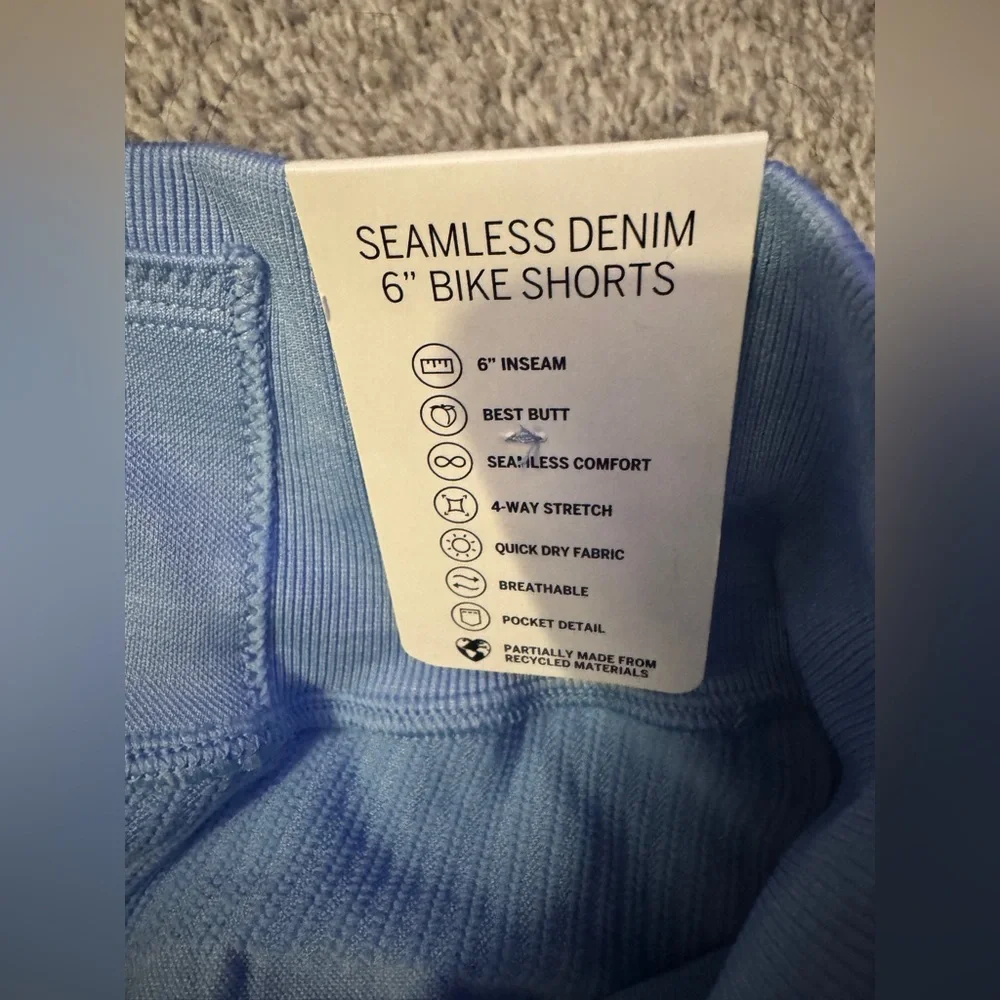 SEAMLESS DENIM
6” BIKE SHORTS
6” INSEAM
BEST BUTT
SEAMLESS COMFORT
4-WAY STRETCH
QUICK DRY FABRIC
BREATHABLE
POCKET DETAIL
PARTIALLY MADE FROM
RECYCLED MATERIALS